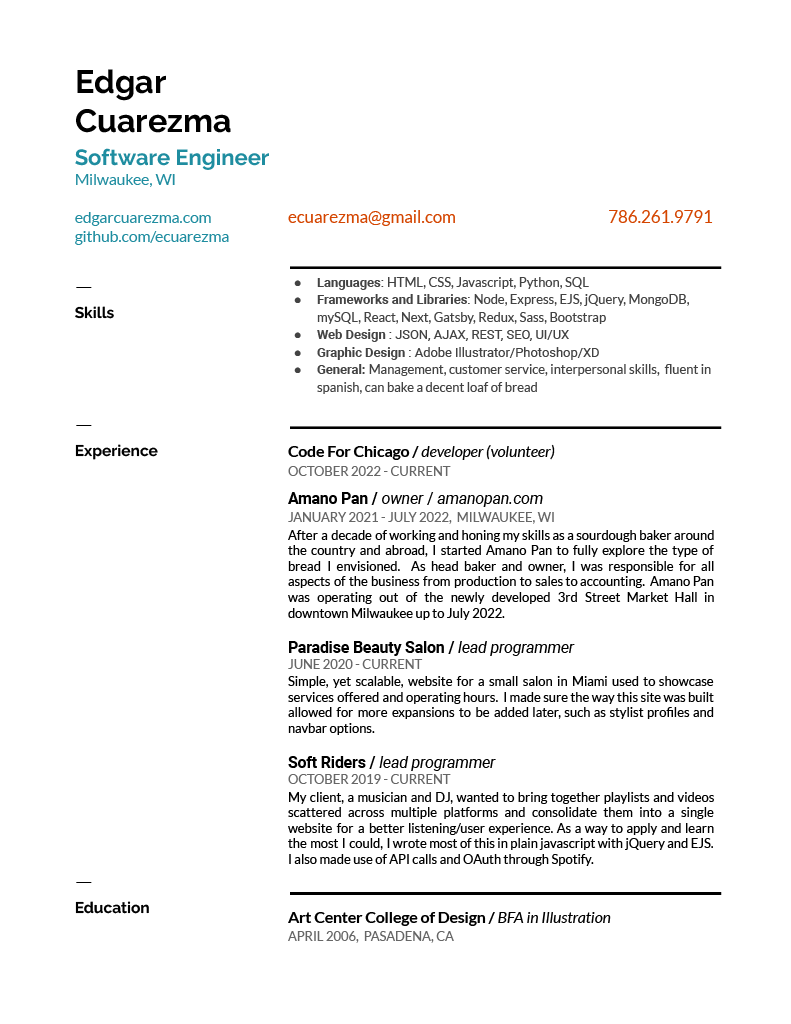 Edgar
Cuarezma
Software Engineer
Milwaukee, WI
edgarcuarezma.com
github.com/ecuarezma
ecuarezma@gmail.com
786.261.9791
Skills
● Languages: HTML, CSS, Javascript, Python, SQL
● Frameworks and Libraries: Node, Express, EJS, jQuery, MongoDB,
mySQL, React, Next, Gatsby, Redux, Sass, Bootstrap
● Web Design : JSON, AJAX, REST, SEO, UI/UX
● Graphic Design : Adobe Illustrator/Photoshop/XD
● General: Management, customer service, interpersonal skills, fluent in
spanish, can bake a decent loaf of bread
Experience
Code For Chicago / developer (volunteer)
OCTOBER 2022 - CURRENT
Amano Pan / owner / amanopan.com
JANUARY 2021 - JULY 2022, MILWAUKEE, WI
After a decade of working and honing my skills as a sourdough baker around
the country and abroad, I started Amano Pan to fully explore the type of
bread I envisioned. As head baker and owner, I was responsible for all
aspects of the business from production to sales to accounting. Amano Pan
was operating out of the newly developed 3rd Street Market Hall in
downtown Milwaukee up to July 2022.
Paradise Beauty Salon / lead programmer
JUNE 2020 - CURRENT
Simple, yet scalable, website for a small salon in Miami used to showcase
services offered and operating hours. I made sure the way this site was built
allowed for more expansions to be added later, such as stylist profiles and
navbar options.
Soft Riders / lead programmer
OCTOBER 2019 - CURRENT
My client, a musician and DJ, wanted to bring together playlists and videos
scattered across multiple platforms and consolidate them into a single
website for a better listening/user experience. As a way to apply and learn
the most I could, I wrote most of this in plain javascript with jQuery and EJS.
I also made use of API calls and OAuth through Spotify.
Education
Art Center College of Design / BFA in Illustration
APRIL 2006, PASADENA, CA